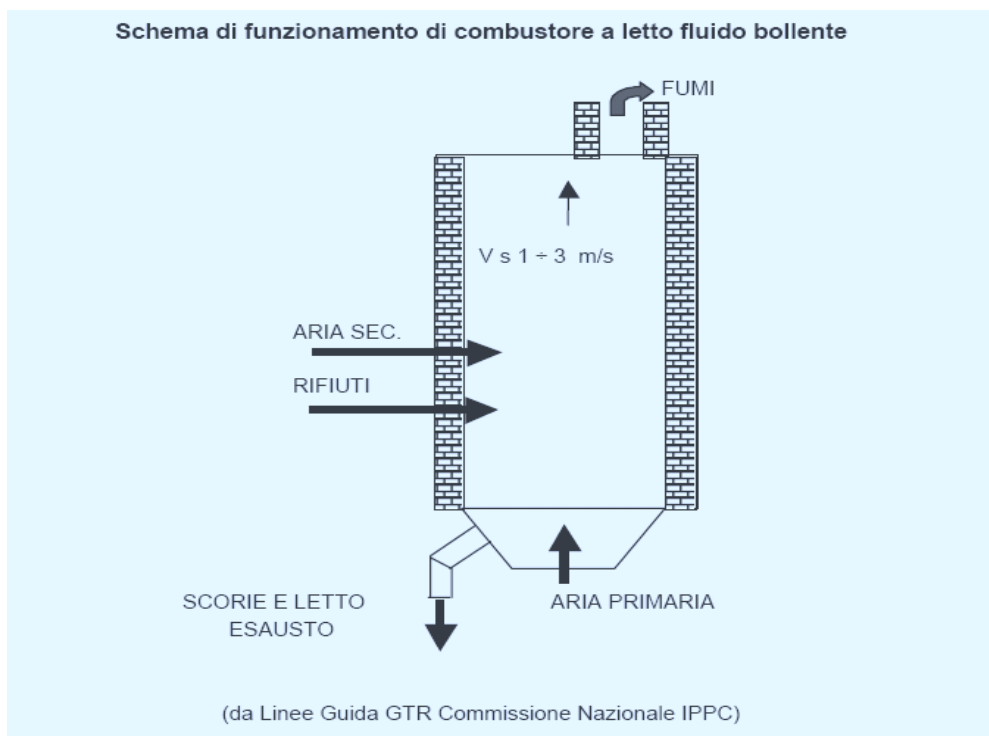 Schema di funzionamento di combustore a letto fluido bollente
FUMI
V s 1 ÷ 3 m/s
ARIA SEC.
RIFIUTI
SCORIE E LETTO
ESAUSTO
ARIA PRIMARIA
(da Linee Guida GTR Commissione Nazionale IPPC)